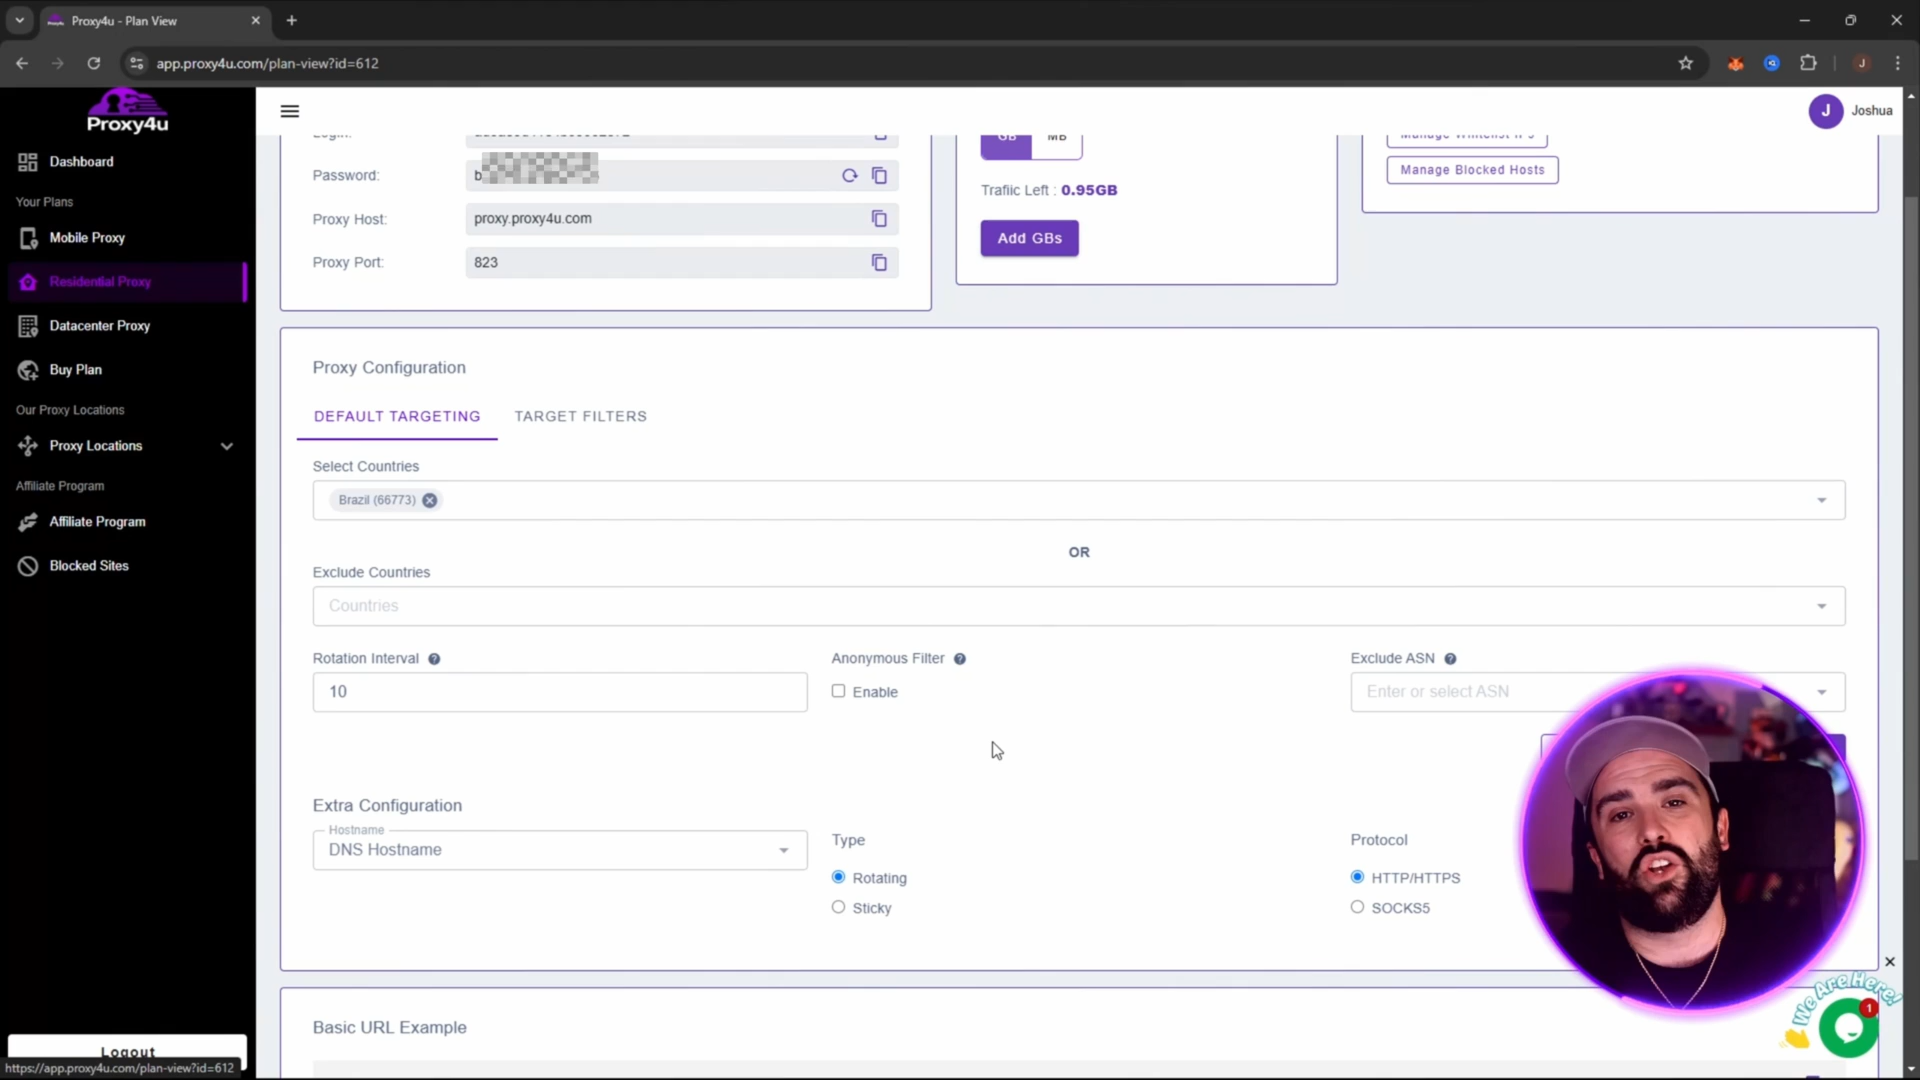 Proxy4u - Plan View
app.proxy4u.com/plan-view?id=612
J
Proxy4u
J Joshua
Dashboard
Your Plans
Mobile Proxy
Residential Proxy
Datacenter Proxy
Buy Plan
Our Proxy Locations
Proxy Locations
Affiliate Program
Affiliate Program
Blocked Sites
Logout
https://app.proxy4u.com/plan-view?id=612
Password:
b
Proxy Host:
proxy.proxy4u.com
Proxy Port:
823
GB
MB
Trafiic Left : 0.95GB
Add GBs
Manage Whitelist IPs
Manage Blocked Hosts
Proxy Configuration
DEFAULT TARGETING
TARGET FILTERS
Select Countries
Brazil (66773)
OR
Exclude Countries
Countries
Rotation Interval
10
Anonymous Filter
Enable
Exclude ASN
Enter or select ASN
Extra Configuration
Hostname
DNS Hostname
Type
Rotating
Sticky
Protocol
HTTP/HTTPS
SOCKS5
Basic URL Example
We Are Here!
1